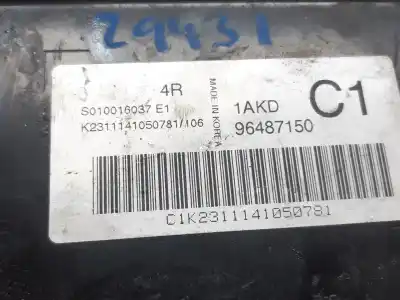 29431
4R
S010016037 E1
K2311141050781/106
MADE IN KOREA
1AKD
C1
96487150
C1K2311141050781